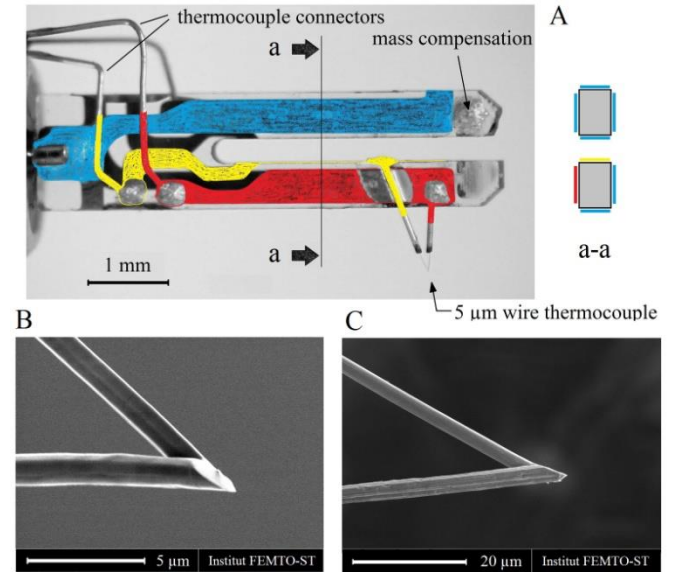 thermocouple connectors
A
a
mass compensation
a
a-a
1 mm
5 µm wire thermocouple
B
C
5 µm
Institut FEMTO-ST
20 µm
Institut FEMTO-ST